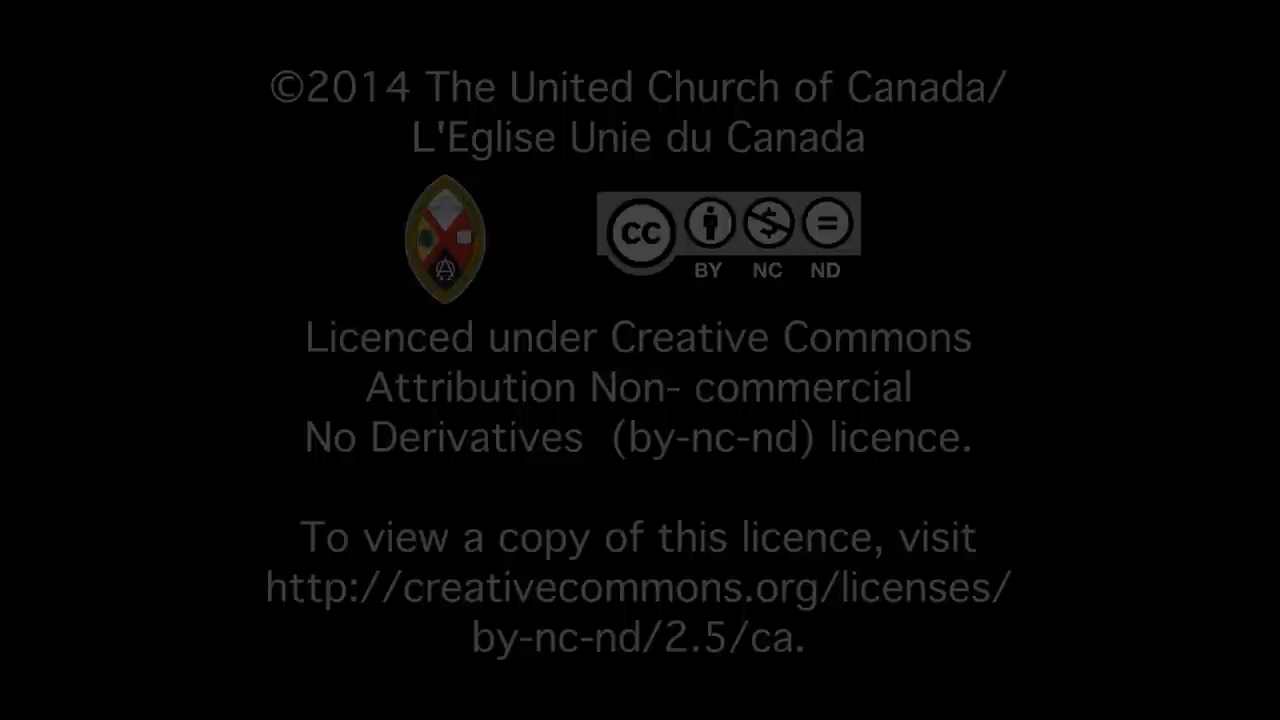 ©2014 The United Church of Canada/
L'Eglise Unie du Canada
cc
BY NC ND
Licenced under Creative Commons
Attribution Non- commercial
No Derivatives (by-nc-nd) licence.
To view a copy of this licence, visit
http://creativecommons.org/licenses/
by-nc-nd/2.5/ca.